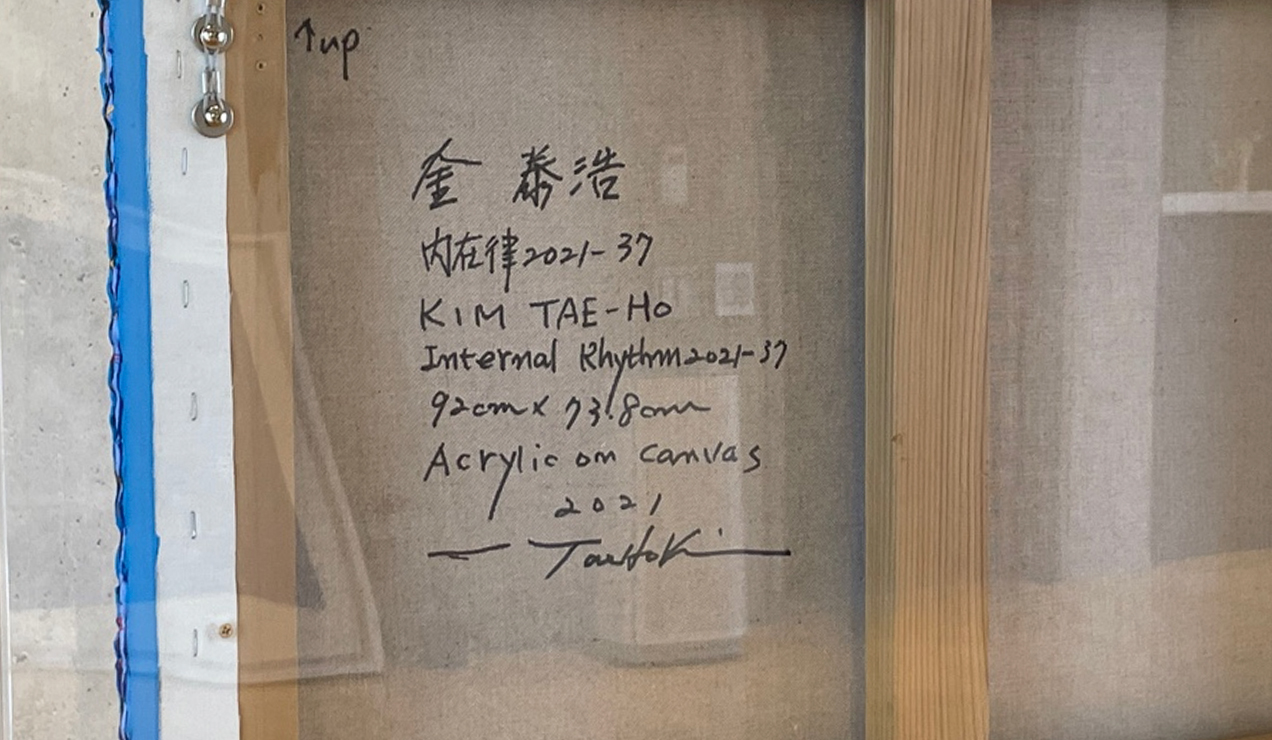 ↑up
金 泰浩
内在律2021-37
KIM TAE-Ho
Internal Rhythm2021-37
92cm x 73.8cm
Acrylic on canvas
2021
TaeHoKim